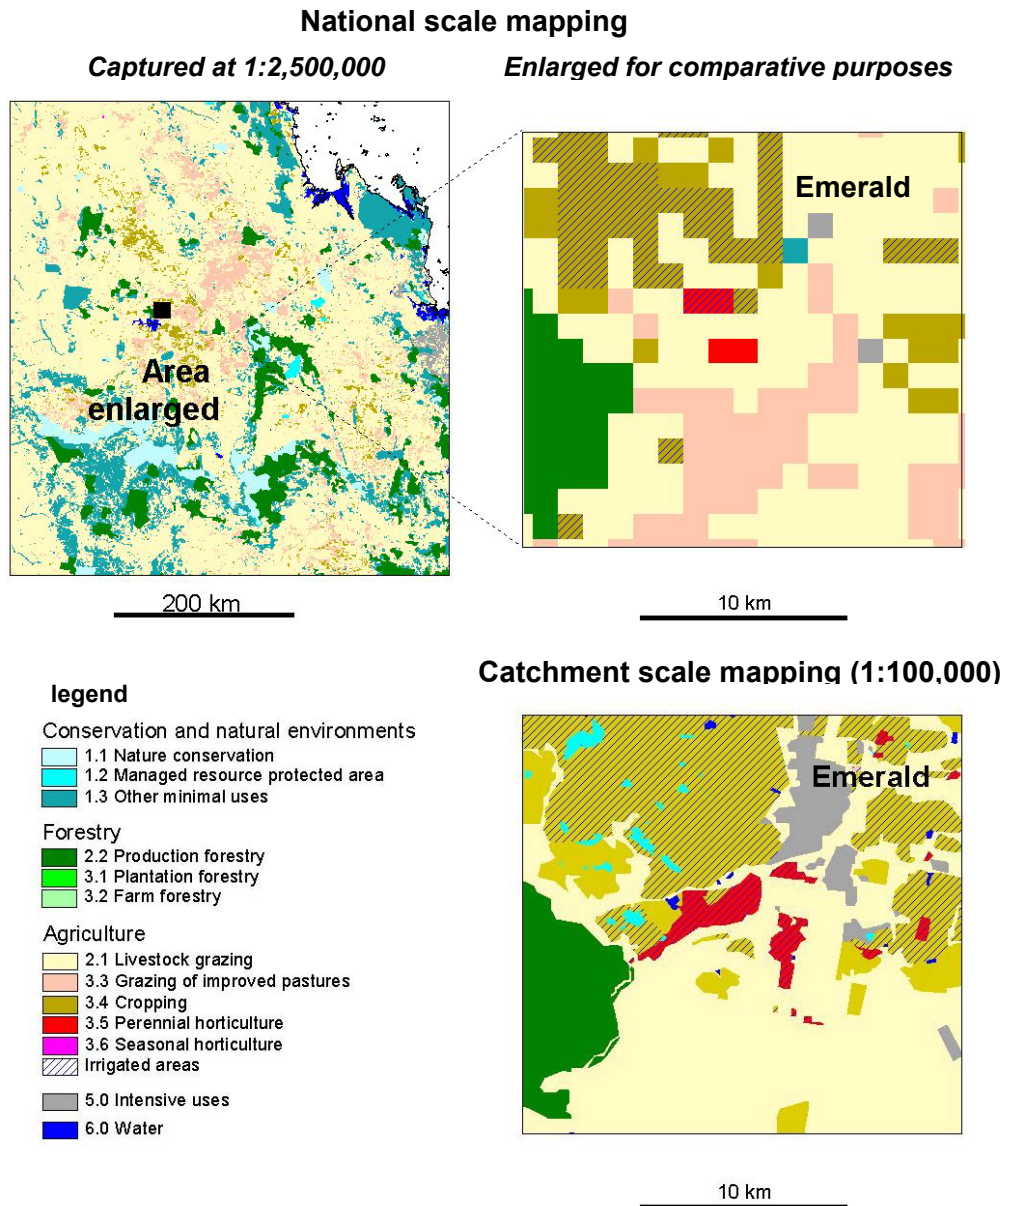 National scale mapping
Captured at 1:2,500,000
Enlarged for comparative purposes
Emerald
Area
enlarged
200 km
10 km
Catchment scale mapping (1:100,000)
legend
Conservation and natural environments
1.1 Nature conservation
1.2 Managed resource protected area
1.3 Other minimal uses
Forestry
2.2 Production forestry
3.1 Plantation forestry
3.2 Farm forestry
Agriculture
2.1 Livestock grazing
3.3 Grazing of improved pastures
3.4 Cropping
3.5 Perennial horticulture
3.6 Seasonal horticulture
Irrigated areas
5.0 Intensive uses
6.0 Water
Emerald
10 km